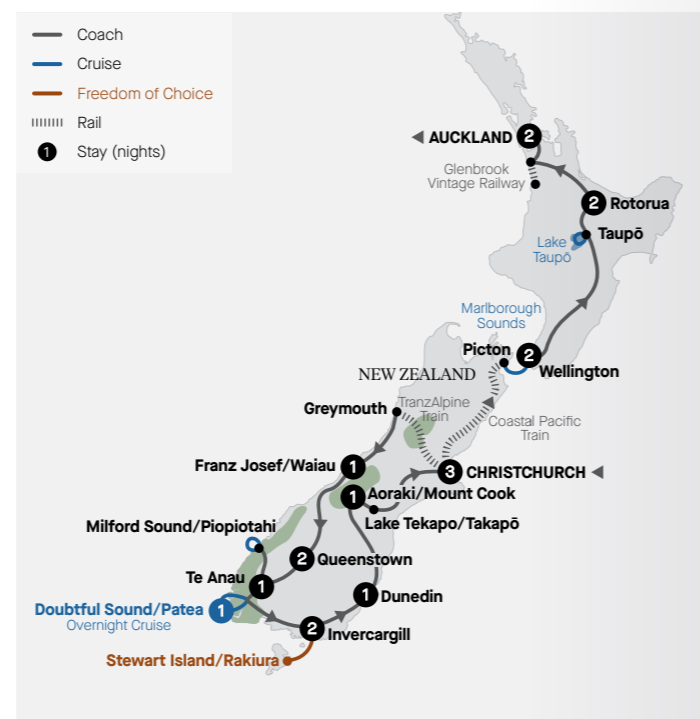 Coach
Cruise
Freedom of Choice
Rail
1 Stay (nights)
AUCKLAND 2
Glenbrook
Vintage Railway
2 Rotorua
Taupō
Lake
Taupō
Marlborough
Sounds
Picton
2
Wellington
NEW ZEALAND
Greymouth
TranzAlpine
Train
Coastal Pacific
Train
Franz Josef/Waiau 1
3 CHRISTCHURCH
1 Aoraki/Mount Cook
Lake Tekapo/Takapō
Milford Sound/Piopiotahi
2 Queenstown
Te Anau 1
1 Dunedin
Doubtful Sound/Patea 1
Overnight Cruise
2 Invercargill
Stewart Island/Rakiura